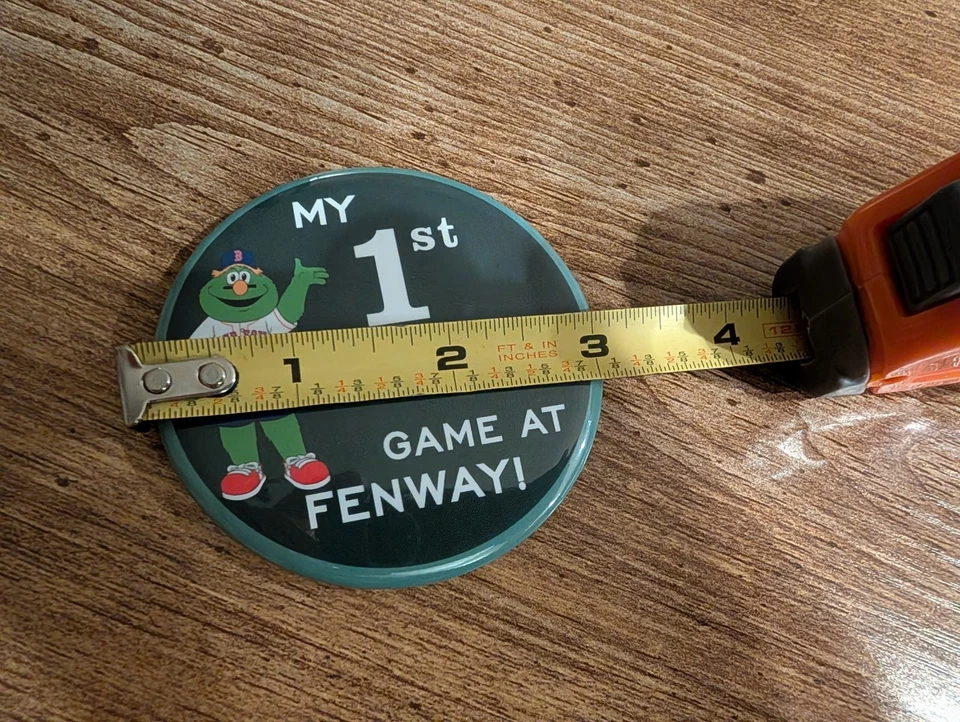 MY
1st
B
1 2 FT & IN 3 4
INCHES
GAME AT
FENWAY!